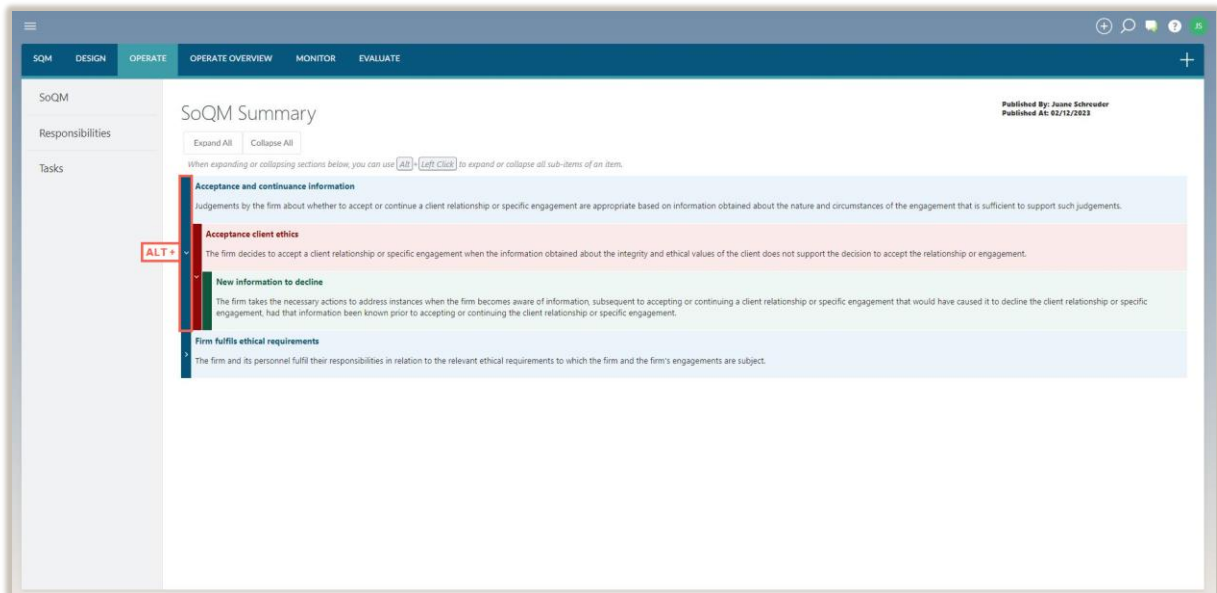 JS
SQM DESIGN OPERATE OPERATE OVERVIEW MONITOR EVALUATE
SoQM
Responsibilities
Tasks
SoQM Summary
Published By: Juane Schreuder
Published At: 02/12/2023
Expand All Collapse All
When expanding or collapsing sections below, you can use Alt + Left Click to expand or collapse all sub-items of an item.
Acceptance and continuance information
Judgements by the firm about whether to accept or continue a client relationship or specific engagement are appropriate based on information obtained about the nature and circumstances of the engagement that is sufficient to support such judgements.
Acceptance client ethics
ALT+
The firm decides to accept a client relationship or specific engagement when the information obtained about the integrity and ethical values of the client does not support the decision to accept the relationship or engagement.
New information to decline
The firm takes the necessary actions to address instances when the firm becomes aware of information, subsequent to accepting or continuing a client relationship or specific engagement that would have caused it to decline the client relationship or specific
engagement, had that information been known prior to accepting or continuing the client relationship or specific engagement.
Firm fulfils ethical requirements
The firm and its personnel fulfil their responsibilities in relation to the relevant ethical requirements to which the firm and the firm's engagements are subject.